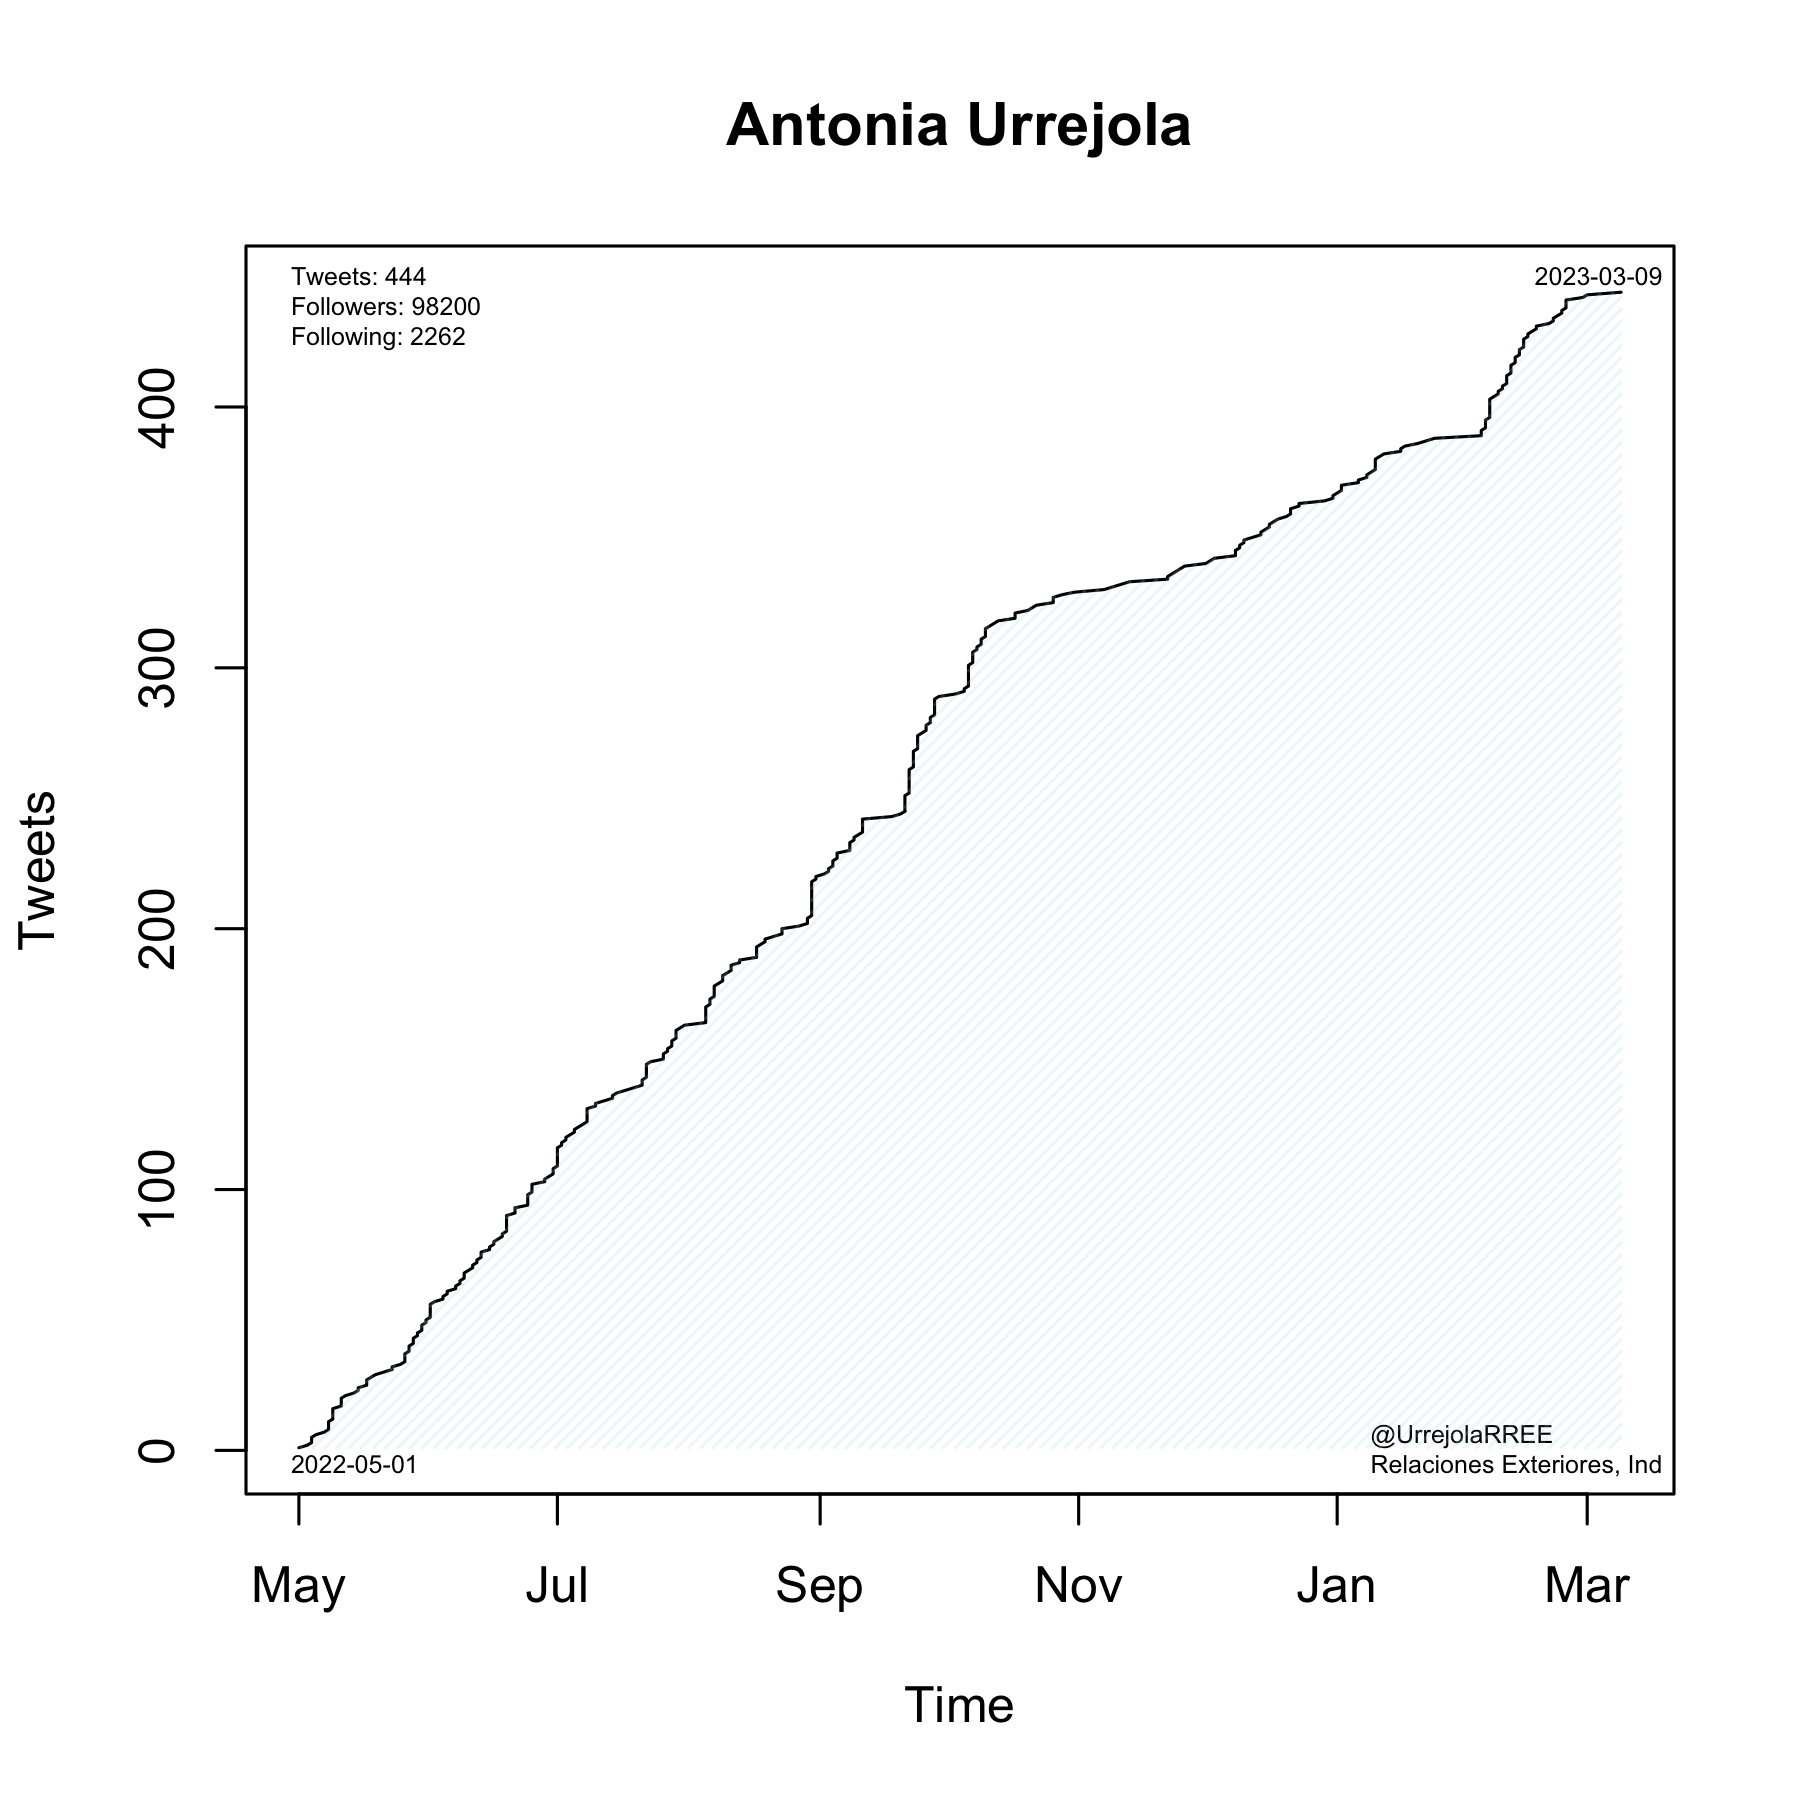 Antonia Urrejola
Tweets: 444
Followers: 98200
Following: 2262
2023-03-09
400
300
200
100
0
Tweets
2022-05-01
@UrrejolaRREE
Relaciones Exteriores, Ind
May Jul Sep Nov Jan Mar
Time